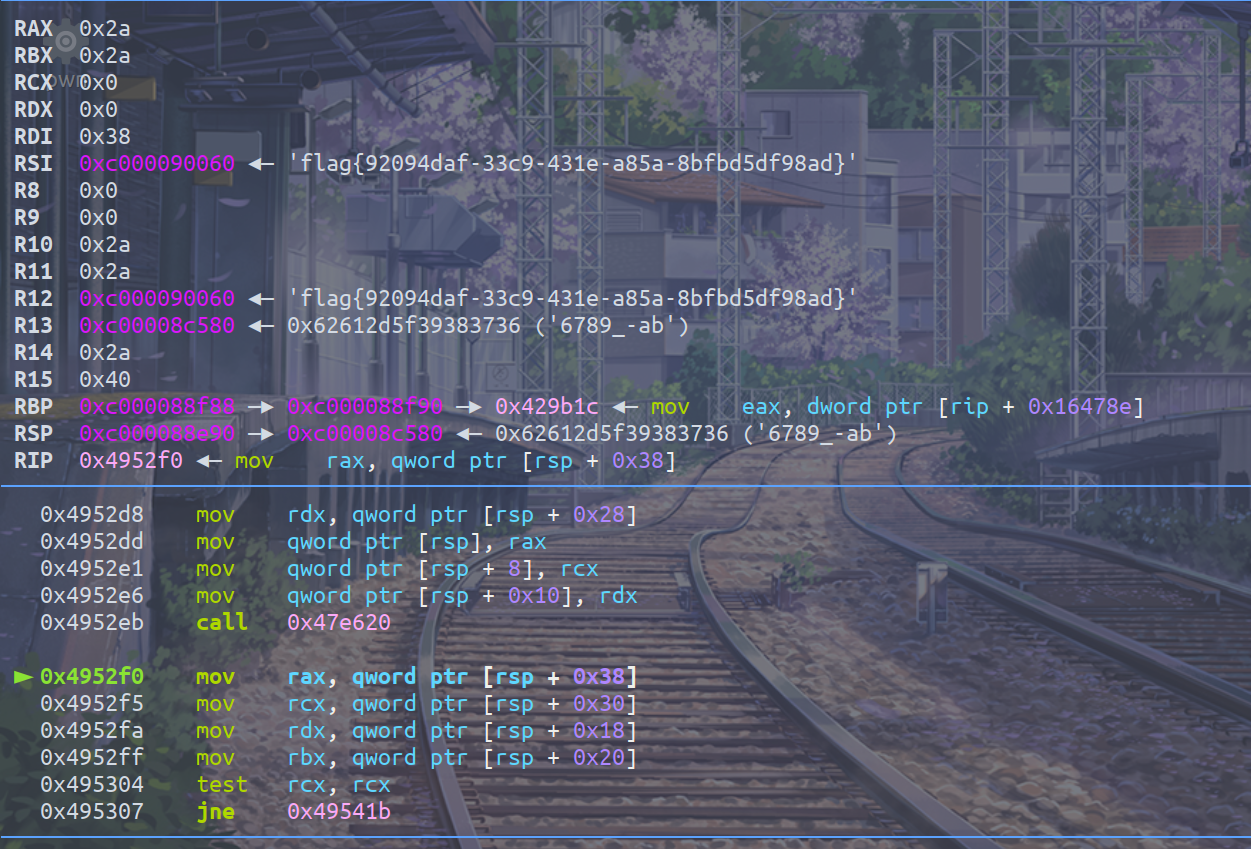 RAX 0x2a
RBX 0x2a
RCX 0x0
RDX 0x0
RDI 0x38
RSI 0xc000090060 ◂— 'flag{92094daf-33c9-431e-a85a-8bfbd5df98ad}'
R8 0x0
R9 0x0
R10 0x2a
R11 0x2a
R12 0xc000090060 ◂— 'flag{92094daf-33c9-431e-a85a-8bfbd5df98ad}'
R13 0xc00008c580 ◂— 0x62612d5f39383736 ('6789_-ab')
R14 0x2a
R15 0x40
RBP 0xc000088f88 —▸ 0xc000088f90 —▸ 0x429b1c ◂— mov eax, dword ptr [rip + 0x16478e]
RSP 0xc000088e90 —▸ 0xc00008c580 ◂— 0x62612d5f39383736 ('6789_-ab')
RIP 0x4952f0 ◂— mov rax, qword ptr [rsp + 0x38]
0x4952d8 mov rdx, qword ptr [rsp + 0x28]
0x4952dd mov qword ptr [rsp], rax
0x4952e1 mov qword ptr [rsp + 8], rcx
0x4952e6 mov qword ptr [rsp + 0x10], rdx
0x4952eb call 0x47e620
► 0x4952f0 mov rax, qword ptr [rsp + 0x38]
0x4952f5 mov rcx, qword ptr [rsp + 0x30]
0x4952fa mov rdx, qword ptr [rsp + 0x18]
0x4952ff mov rbx, qword ptr [rsp + 0x20]
0x495304 test rcx, rcx
0x495307 jne 0x49541b